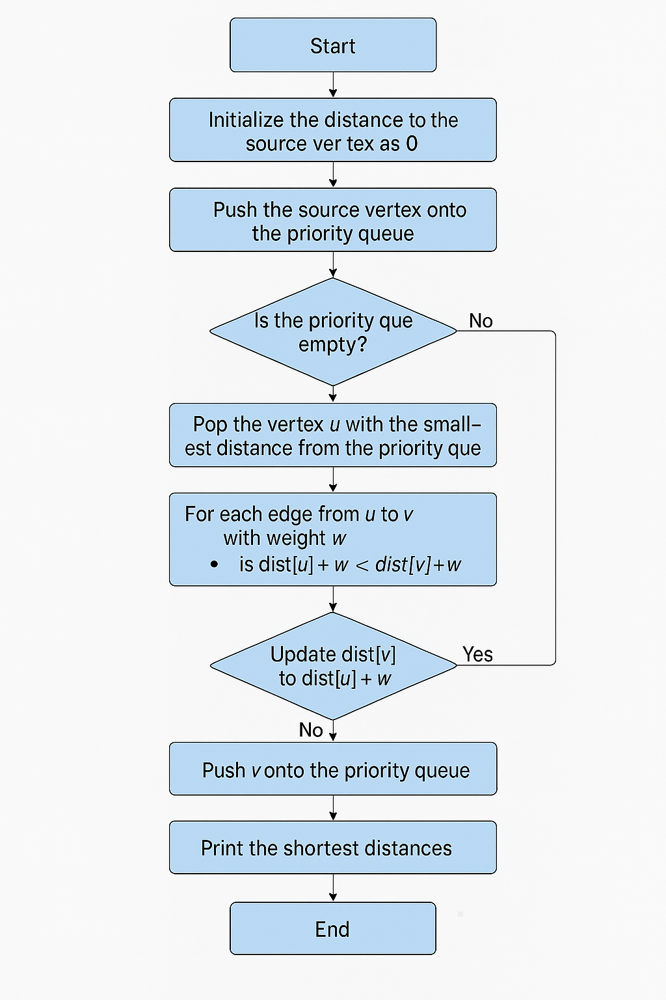 Start
Initialize the distance to the
source ver tex as 0
Push the source vertex onto
the priority queue
Is the priority que
empty?
No
Pop the vertex u with the small–
est distance from the priority que
For each edge from u to v
with weight w
• is dist[u] + w < dist[v]+w
Update dist[v]
to dist[u] + w
Yes
No
Push v onto the priority queue
Print the shortest distances
End